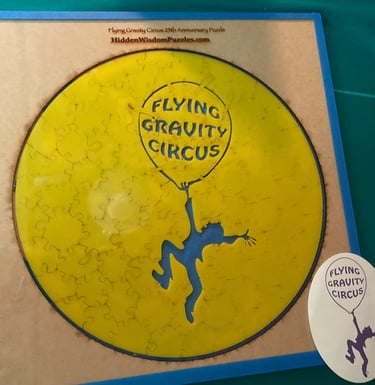 Flying Gravity Circus 25th Anniversary Puzzle
HiddenWisdomPuzzles.com
FLYING
GRAVITY
CIRCUS
FLYING
GRAVITY
CIRCUS